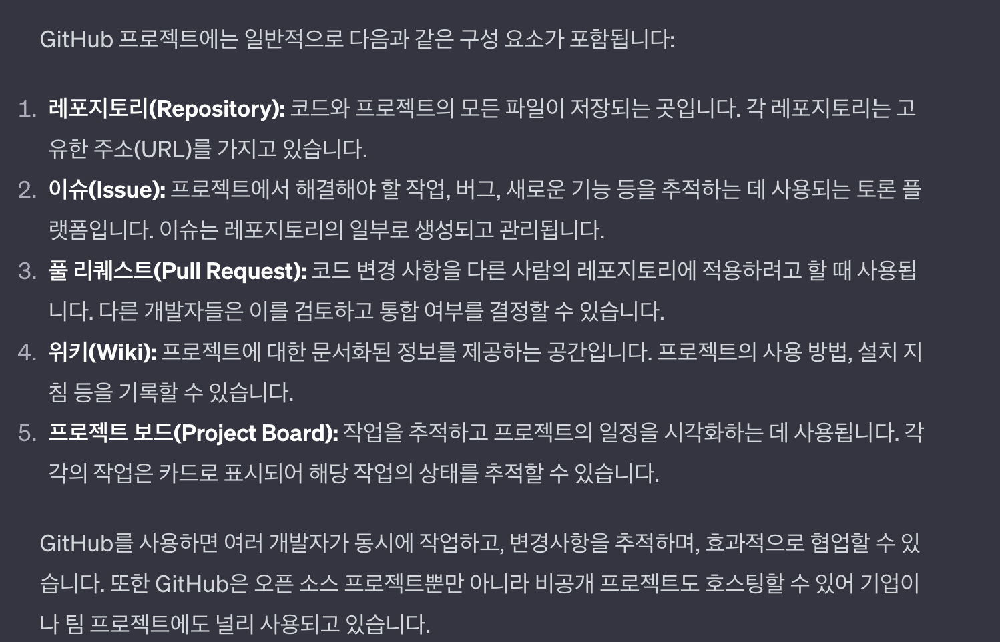 GitHub 프로젝트에는 일반적으로 다음과 같은 구성 요소가 포함됩니다:
1. 레포지토리(Repository): 코드와 프로젝트의 모든 파일이 저장되는 곳입니다. 각 레포지토리는 고
유한 주소(URL)를 가지고 있습니다.
2. 이슈(Issue): 프로젝트에서 해결해야 할 작업, 버그, 새로운 기능 등을 추적하는 데 사용되는 토론 플
랫폼입니다. 이슈는 레포지토리의 일부로 생성되고 관리됩니다.
3. 풀 리퀘스트(Pull Request): 코드 변경 사항을 다른 사람의 레포지토리에 적용하려고 할 때 사용됩
니다. 다른 개발자들은 이를 검토하고 통합 여부를 결정할 수 있습니다.
4. 위키(Wiki): 프로젝트에 대한 문서화된 정보를 제공하는 공간입니다. 프로젝트의 사용 방법, 설치 지
침 등을 기록할 수 있습니다.
5. 프로젝트 보드(Project Board): 작업을 추적하고 프로젝트의 일정을 시각화하는 데 사용됩니다. 각
각의 작업은 카드로 표시되어 해당 작업의 상태를 추적할 수 있습니다.
GitHub를 사용하면 여러 개발자가 동시에 작업하고, 변경사항을 추적하며, 효과적으로 협업할 수 있
습니다. 또한 GitHub은 오픈 소스 프로젝트뿐만 아니라 비공개 프로젝트도 호스팅할 수 있어 기업이
나 팀 프로젝트에도 널리 사용되고 있습니다.